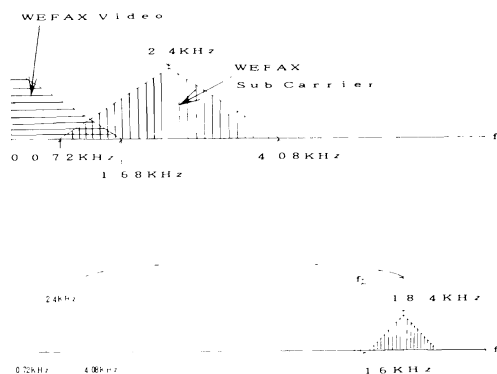 WEFAX Video
2 4KHz
WEFAX
Sub Carrier
f
0 0 72KHz
4 08KHz
1 68KHz
2.4KHz
18 4KHz
f
0.72KHz 4.08KHz
16KHz